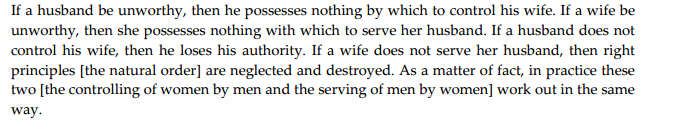 If a husband be unworthy, then he possesses nothing by which to control his wife. If a wife be
unworthy, then she possesses nothing with which to serve her husband. If a husband does not
control his wife, then he loses his authority. If a wife does not serve her husband, then right
principles [the natural order] are neglected and destroyed. As a matter of fact, in practice these
two [the controlling of women by men and the serving of men by women] work out in the same
way.